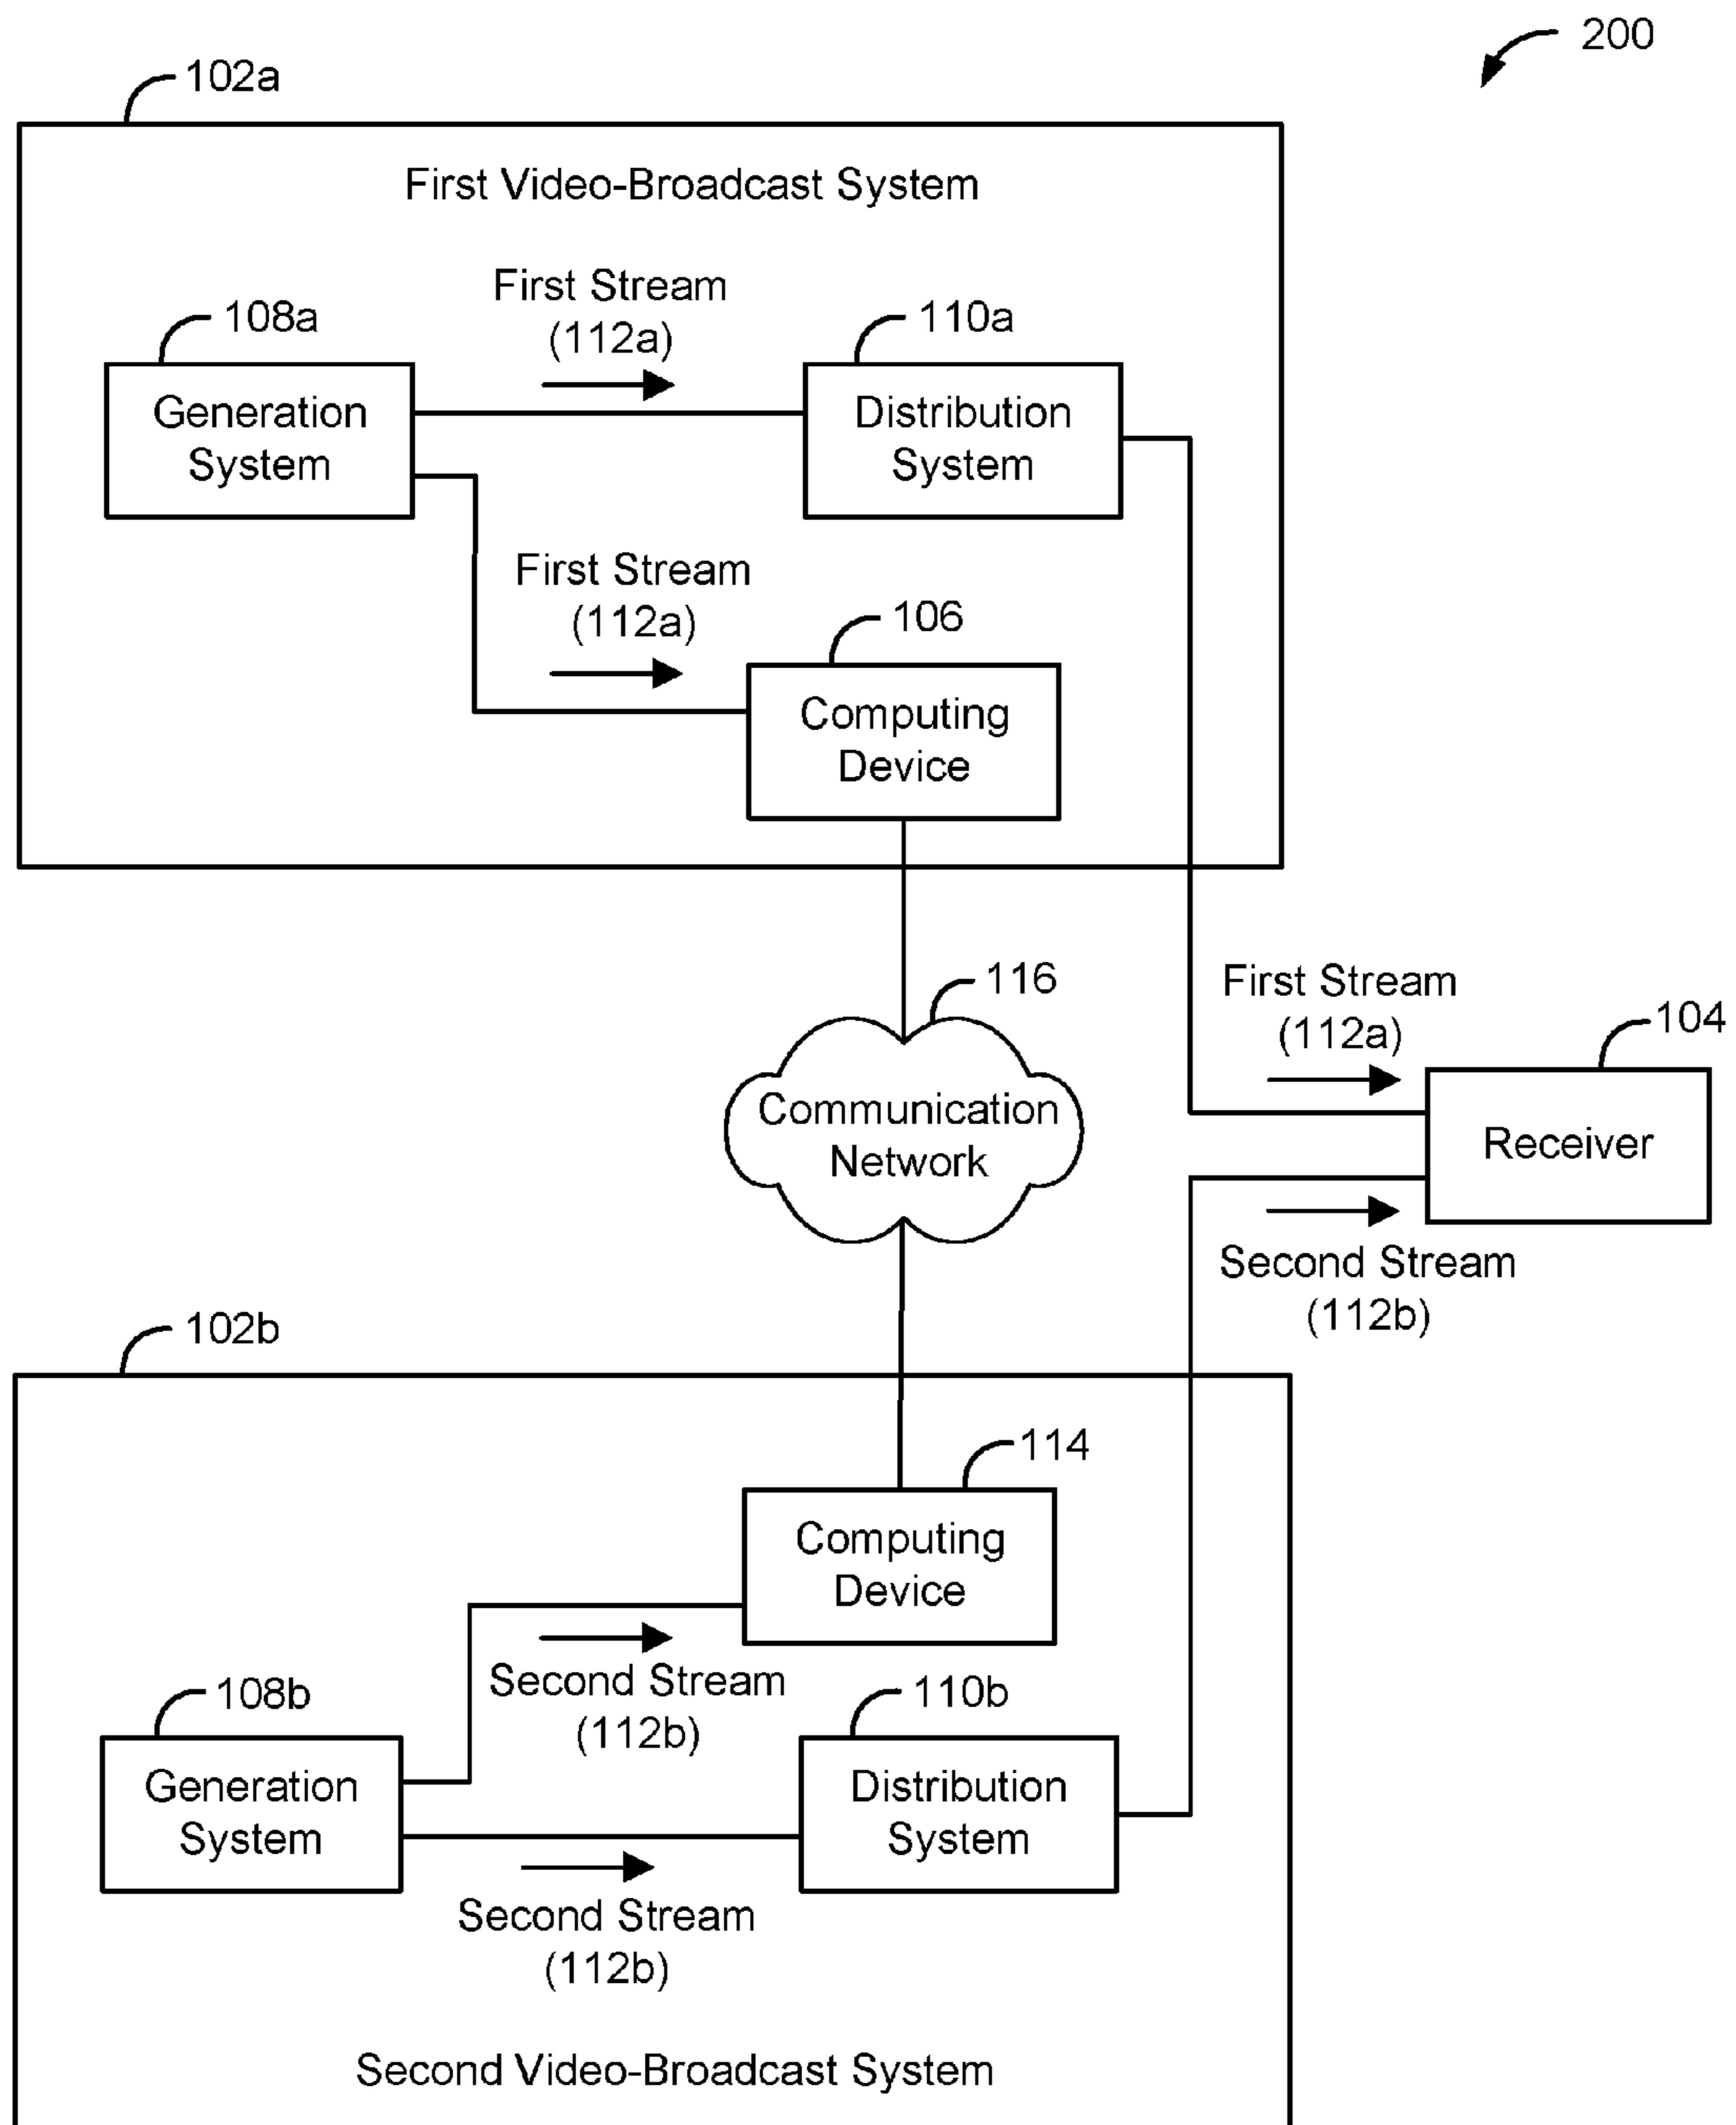 200
102a
First Video-Broadcast System
First Stream
(112a)
108a
110a
Generation
System
Distribution
System
First Stream
(112a)
106
Computing
Device
116
Communication
Network
First Stream
(112a)
104
Receiver
Second Stream
(112b)
102b
114
Computing
Device
Second Stream
(112b)
108b
110b
Generation
System
Distribution
System
Second Stream
(112b)
Second Video-Broadcast System